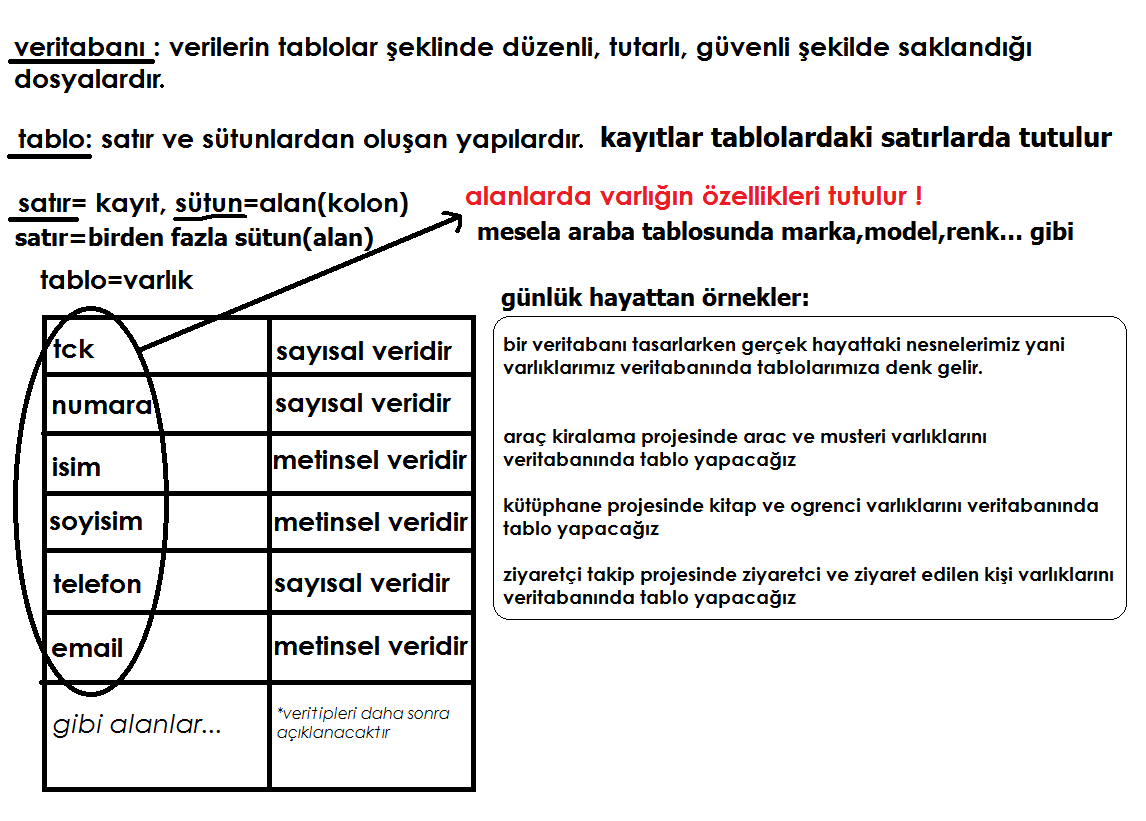 veritabanı : verilerin tablolar şeklinde düzenli, tutarlı, güvenli şekilde saklandığı
dosyalardır.
tablo: satır ve sütunlardan oluşan yapılardır. kayıtlar tablolardaki satırlarda tutulur
satır= kayıt, sütun=alan(kolon)
satır=birden fazla sütun(alan)
alanlarda varlığın özellikleri tutulur !
mesela araba tablosunda marka,model,renk... gibi
tablo=varlık
tck sayısal veridir
numara sayısal veridir
isim metinsel veridir
soyisim metinsel veridir
telefon sayısal veridir
email metinsel veridir
gibi alanlar... *veritipleri daha sonra
açıklanacaktır
günlük hayattan örnekler:
bir veritabanı tasarlarken gerçek hayattaki nesnelerimiz yani
varlıklarımız veritabanında tablolarımıza denk gelir.
araç kiralama projesinde arac ve musteri varlıklarını
veritabanında tablo yapacağız
kütüphane projesinde kitap ve ogrenci varlıklarını veritabanında
tablo yapacağız
ziyaretçi takip projesinde ziyaretci ve ziyaret edilen kişi varlıklarını
veritabanında tablo yapacağız